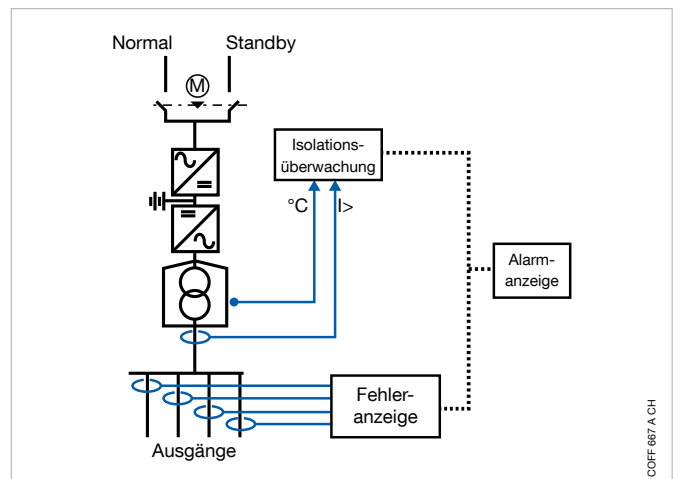 Normal Standby
M
Isolations-
überwachung
°C I>
Alarm-
anzeige
Fehler-
anzeige
Ausgänge
COFF 667 A CH